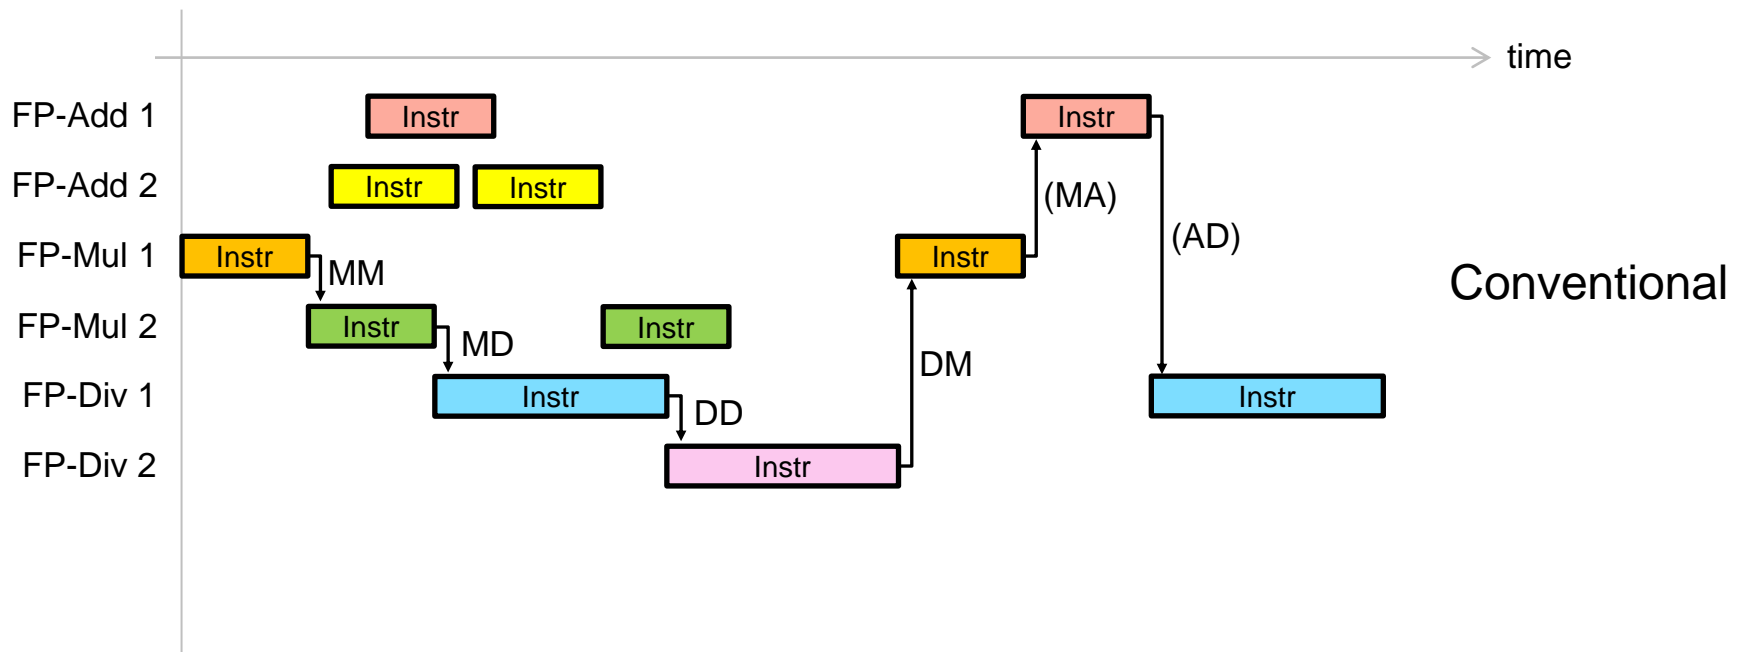 time
FP-Add 1
Instr
Instr
FP-Add 2
Instr
Instr
(MA)
(AD)
FP-Mul 1
Instr
MM
Instr
Conventional
FP-Mul 2
Instr
MD
Instr
DM
FP-Div 1
Instr
DD
Instr
FP-Div 2
Instr